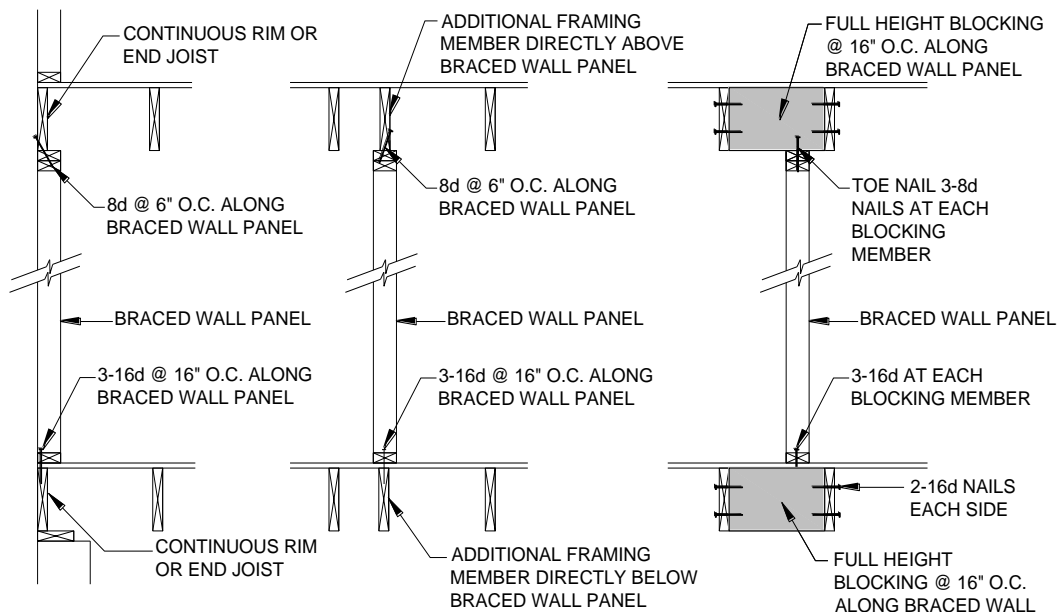 CONTINUOUS RIM OR
END JOIST
8d @ 6" O.C. ALONG
BRACED WALL PANEL
BRACED WALL PANEL
3-16d @ 16" O.C. ALONG
BRACED WALL PANEL
CONTINUOUS RIM
OR END JOIST
ADDITIONAL FRAMING
MEMBER DIRECTLY ABOVE
BRACED WALL PANEL
8d @ 6" O.C. ALONG
BRACED WALL PANEL
BRACED WALL PANEL
3-16d @ 16" O.C. ALONG
BRACED WALL PANEL
ADDITIONAL FRAMING
MEMBER DIRECTLY BELOW
BRACED WALL PANEL
FULL HEIGHT BLOCKING
@ 16" O.C. ALONG
BRACED WALL PANEL
TOE NAIL 3-8d
NAILS AT EACH
BLOCKING
MEMBER
BRACED WALL PANEL
3-16d AT EACH
BLOCKING MEMBER
2-16d NAILS
EACH SIDE
FULL HEIGHT
BLOCKING @ 16" O.C.
ALONG BRACED WALL